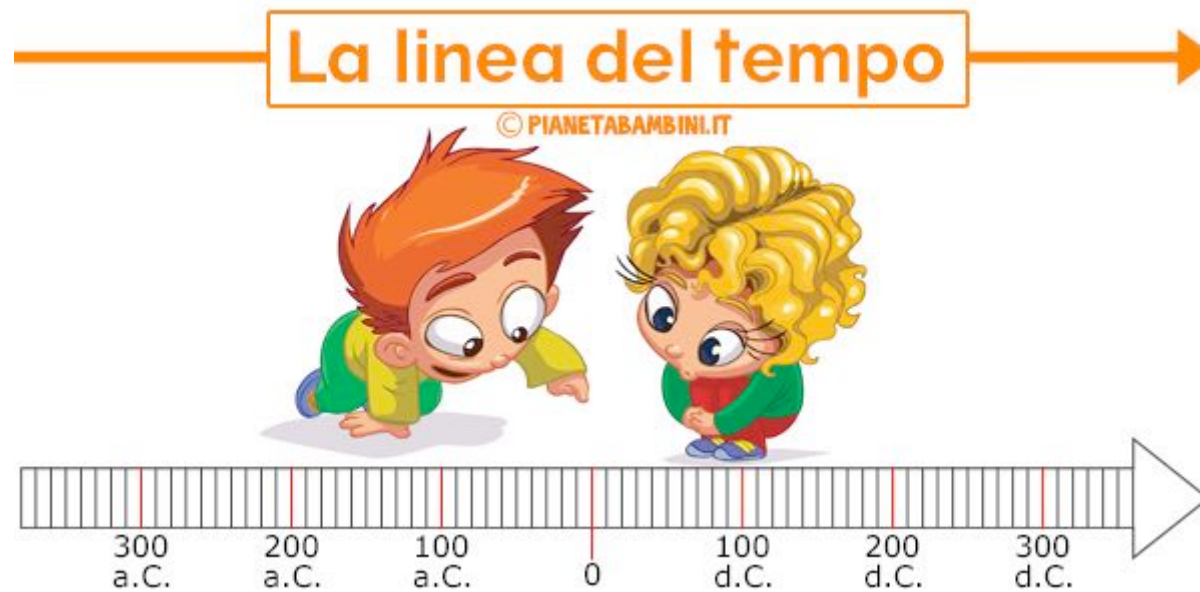 La linea del tempo
© PIANETABAMBINI.IT
300 200 100 0 100 200 300
a.C. a.C. a.C. d.C. d.C. d.C.